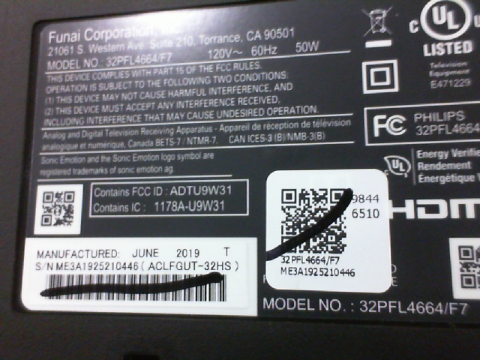 Funai Corporation,
21061 S. Western Ave. Suite 210, Torrance, CA 90501
MODEL NO. : 32PFL4664/F7 120V~ 60Hz 50W
THIS DEVICE COMPLIES WITH PART 15 OF THE FCC RULES.
OPERATION IS SUBJECT TO THE FOLLOWING TWO CONDITIONS:
(1) THIS DEVICE MAY NOT CAUSE HARMFUL INTERFERENCE, AND
(2) THIS DEVICE MUST ACCEPT ANY INTERFERENCE RECEIVED,
INCLUDING INTERFERENCE THAT MAY CAUSE UNDESIRED OPERATION.
Analog and Digital Television Receiving Apparatus - Appareil de réception de télévision
analogique et numérique, Canada BETS-7 / NTMR-7. CAN ICES-3 (B)/NMB-3(B)
Sonic Emotion and the Sonic Emotion logo symbol are
registered trademarks of sonic emotion ag.
Contains FCC ID : ADTU9W31
Contains IC : 1178A-U9W31
C UL
LISTED
E471229
FC PHILIPS
32PFL4664
UL Energy Verifie
Rendement
Énergétique V
HDM
9844
6510
32PFL4664/F7
ME3A1925210446
MANUFACTURED: JUNE 2019 T
S/N ME3A1925210446 (ACLFGUT-32HS)
MODEL NO. : 32PFL4664/F7